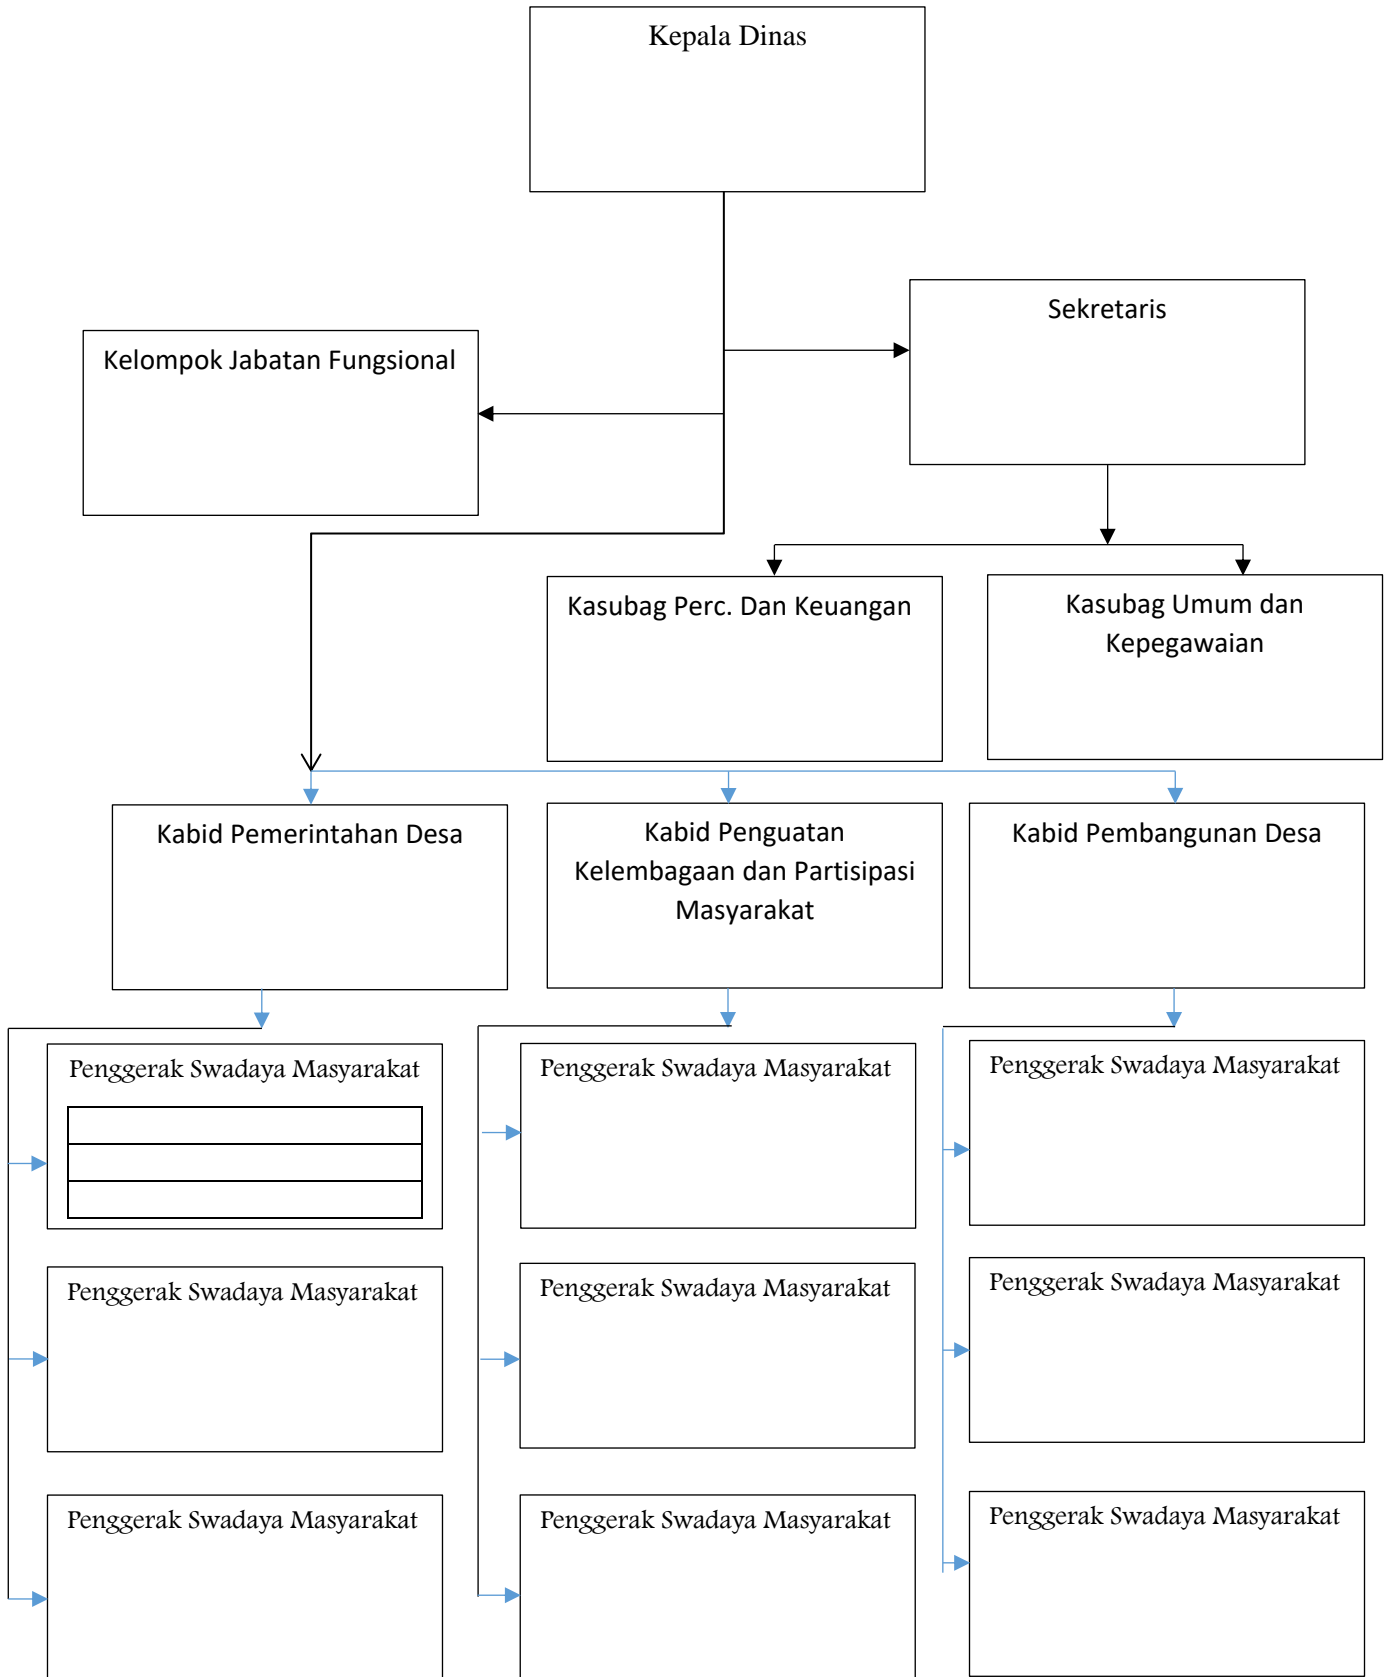 Kepala Dinas
Sekretaris
Kelompok Jabatan Fungsional
Kasubag Perc. Dan Keuangan
Kasubag Umum dan
Kepegawaian
Kabid Pemerintahan Desa
Kabid Penguatan
Kelembagaan dan Partisipasi
Masyarakat
Kabid Pembangunan Desa
Penggerak Swadaya Masyarakat
Penggerak Swadaya Masyarakat
Penggerak Swadaya Masyarakat
Penggerak Swadaya Masyarakat
Penggerak Swadaya Masyarakat
Penggerak Swadaya Masyarakat
Penggerak Swadaya Masyarakat
Penggerak Swadaya Masyarakat
Penggerak Swadaya Masyarakat